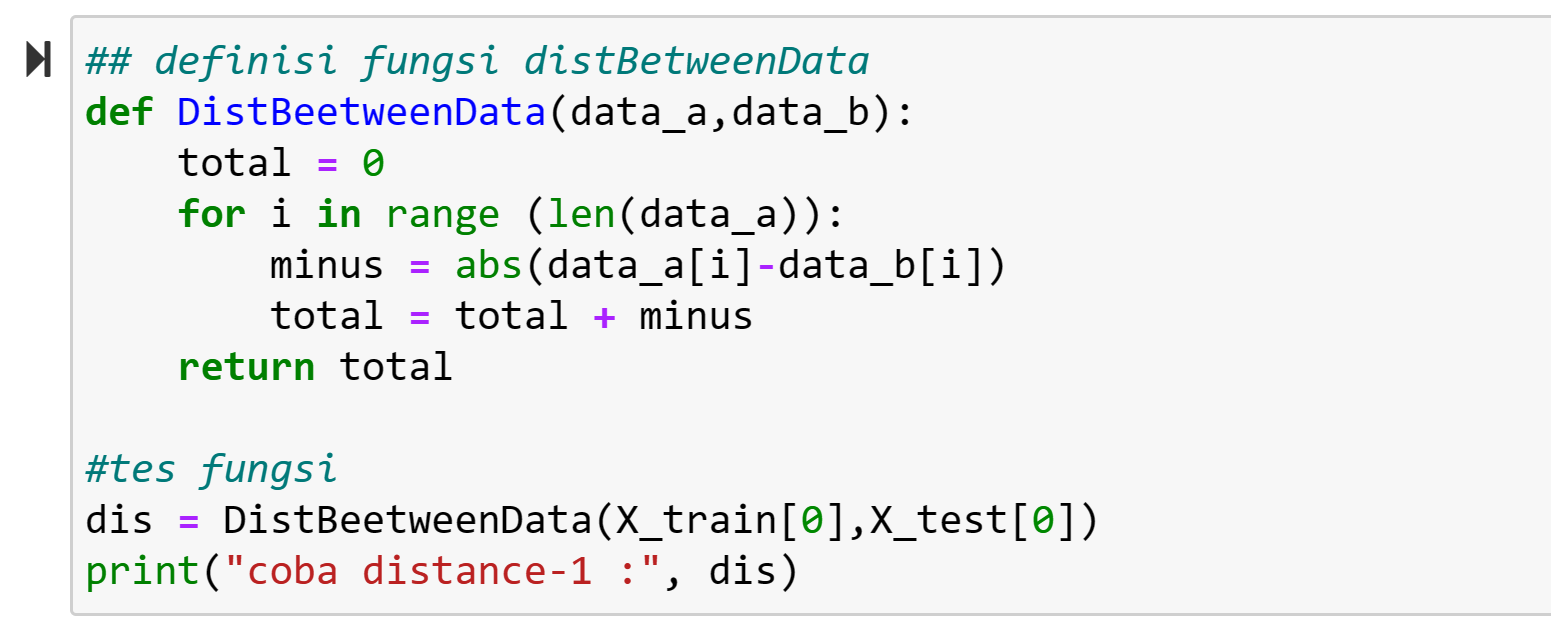 ## definisi fungsi distBetweenData
def DistBeetweenData(data_a,data_b):
    total = 0
    for i in range (len(data_a)):
        minus = abs(data_a[i]-data_b[i])
        total = total + minus
    return total
#tes fungsi
dis = DistBeetweenData(X_train[0],X_test[0])
print("coba distance-1 :", dis)